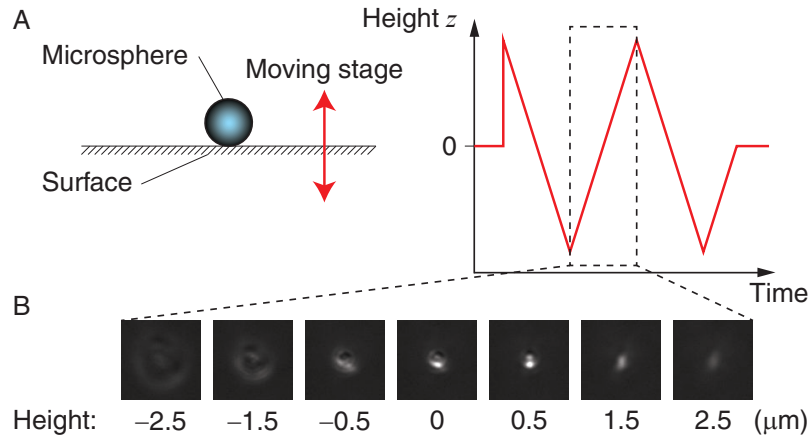 A
Microsphere
Moving stage
Surface
Height z
0
Time
B
Height: −2.5 −1.5 −0.5 0 0.5 1.5 2.5 (μm)